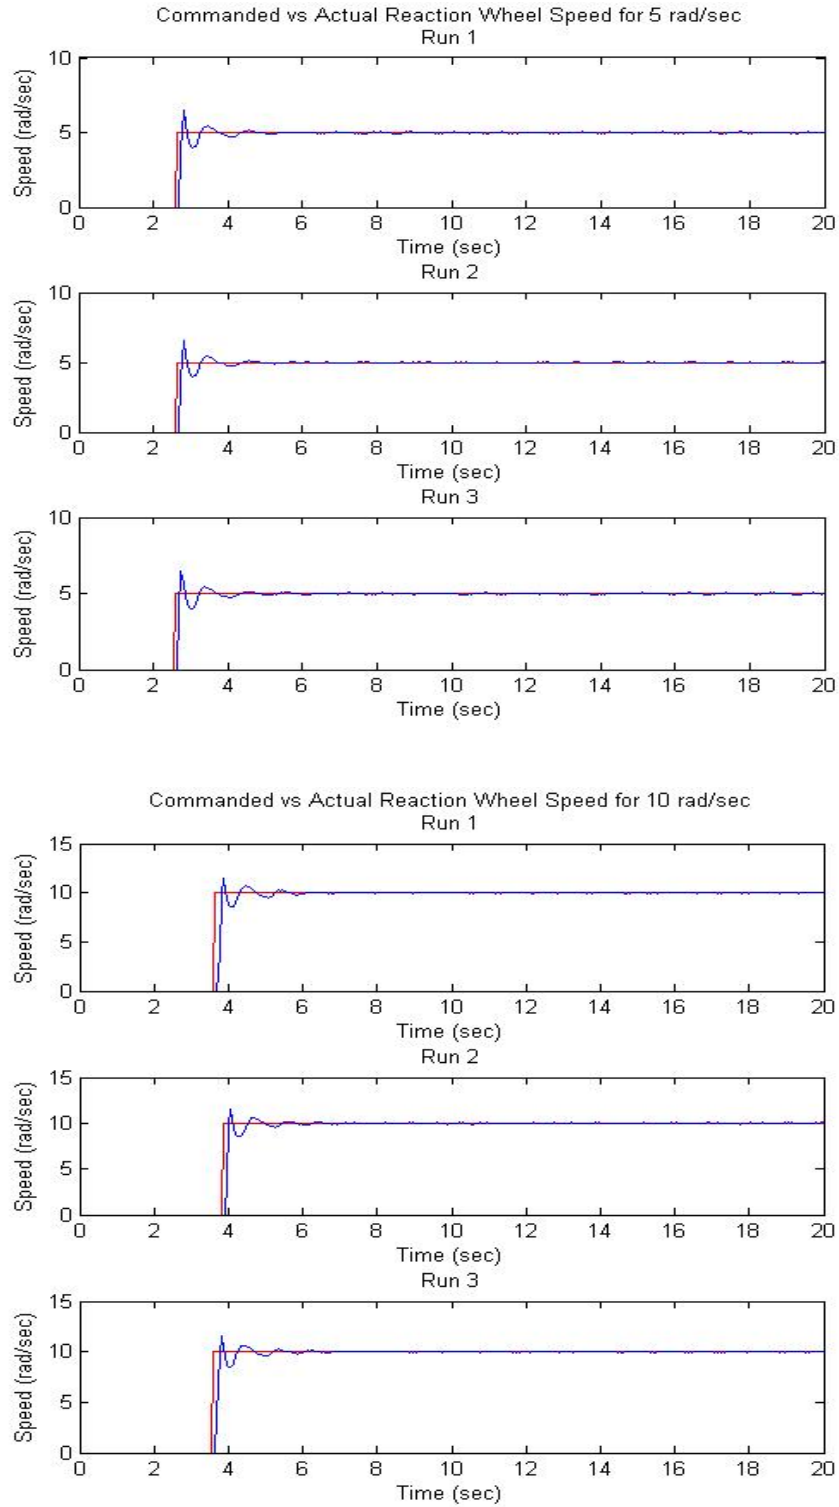 Commanded vs Actual Reaction Wheel Speed for 5 rad/sec
Run 1
10
5
0
Speed (rad/sec)
0 2 4 6 8 10 12 14 16 18 20
Time (sec)
Run 2
10
5
0
Speed (rad/sec)
0 2 4 6 8 10 12 14 16 18 20
Time (sec)
Run 3
10
5
0
Speed (rad/sec)
0 2 4 6 8 10 12 14 16 18 20
Time (sec)
Commanded vs Actual Reaction Wheel Speed for 10 rad/sec
Run 1
15
10
5
0
Speed (rad/sec)
0 2 4 6 8 10 12 14 16 18 20
Time (sec)
Run 2
15
10
5
0
Speed (rad/sec)
0 2 4 6 8 10 12 14 16 18 20
Time (sec)
Run 3
15
10
5
0
Speed (rad/sec)
0 2 4 6 8 10 12 14 16 18 20
Time (sec)